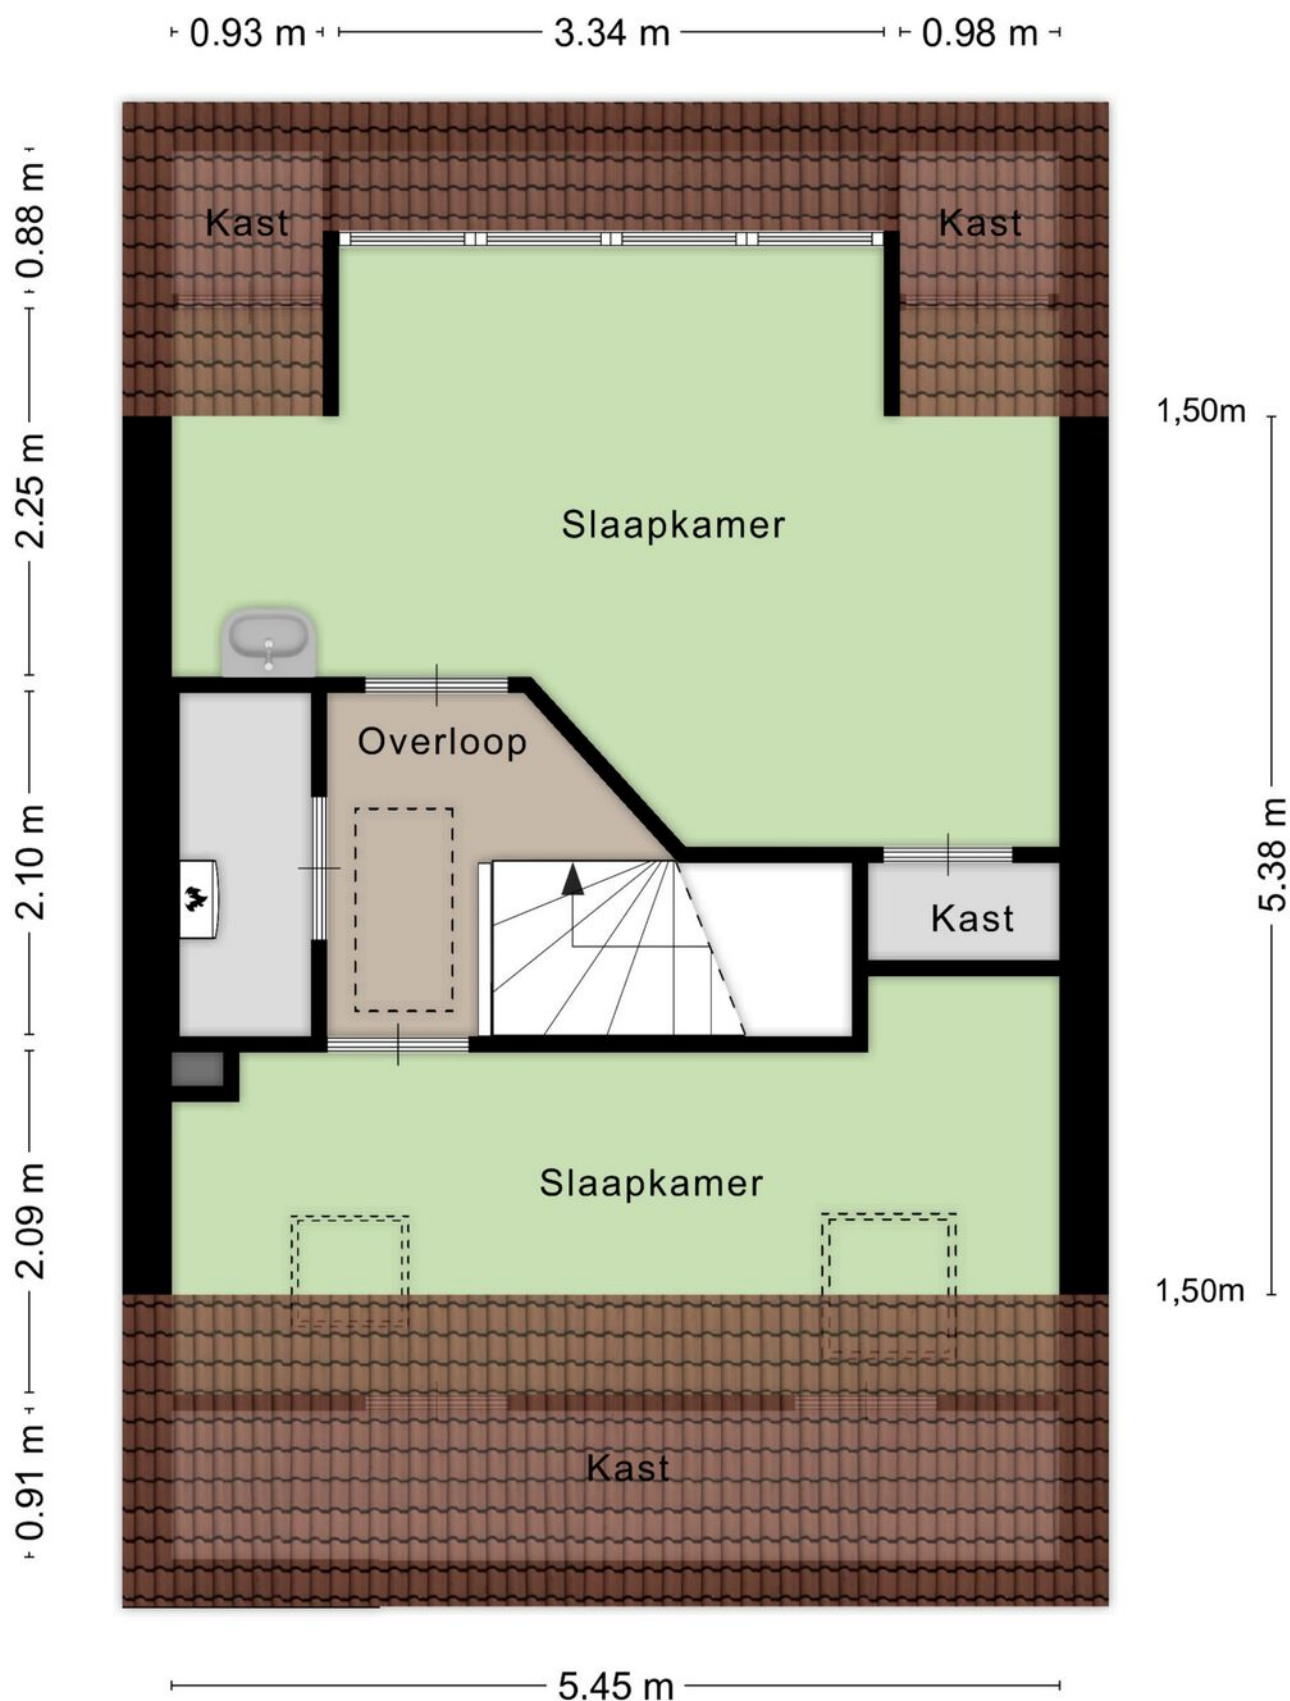 0.93 m 3.34 m 0.98 m
0.88 m
Kast Kast
1,50m
2.25 m
Slaapkamer
Overloop
2.10 m
5.38 m
Kast
Slaapkamer
2.09 m
1,50m
Kast
0.91 m
5.45 m